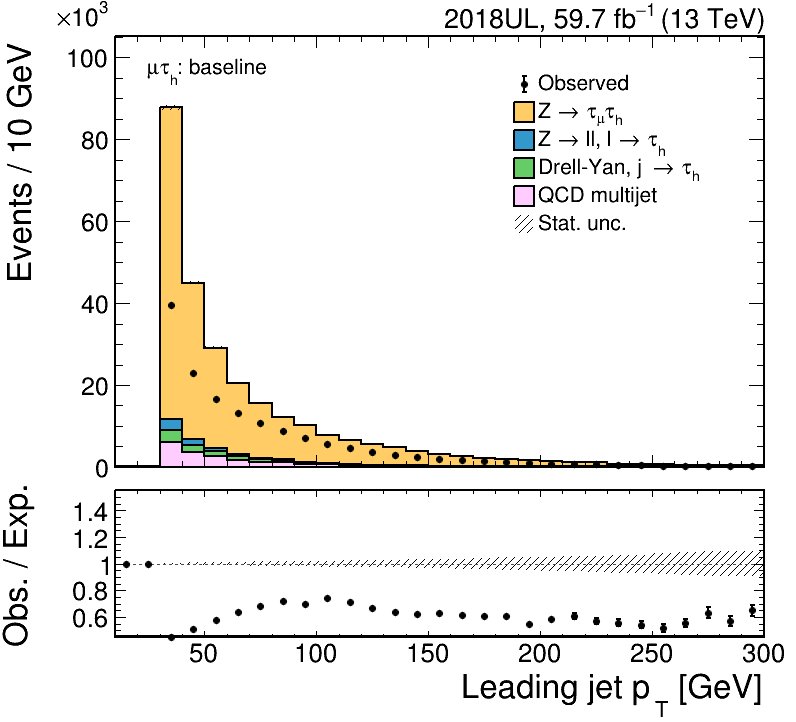 ×10³
2018UL, 59.7 fb⁻¹ (13 TeV)
μτh: baseline
Observed
Z → τμτh
Z → ll, l → τh
Drell-Yan, j → τh
QCD multijet
Stat. unc.
Events / 10 GeV
100
80
60
40
20
0
Obs. / Exp.
1.4
1.2
1
0.8
0.6
50
100
150
200
250
300
Leading jet pT [GeV]